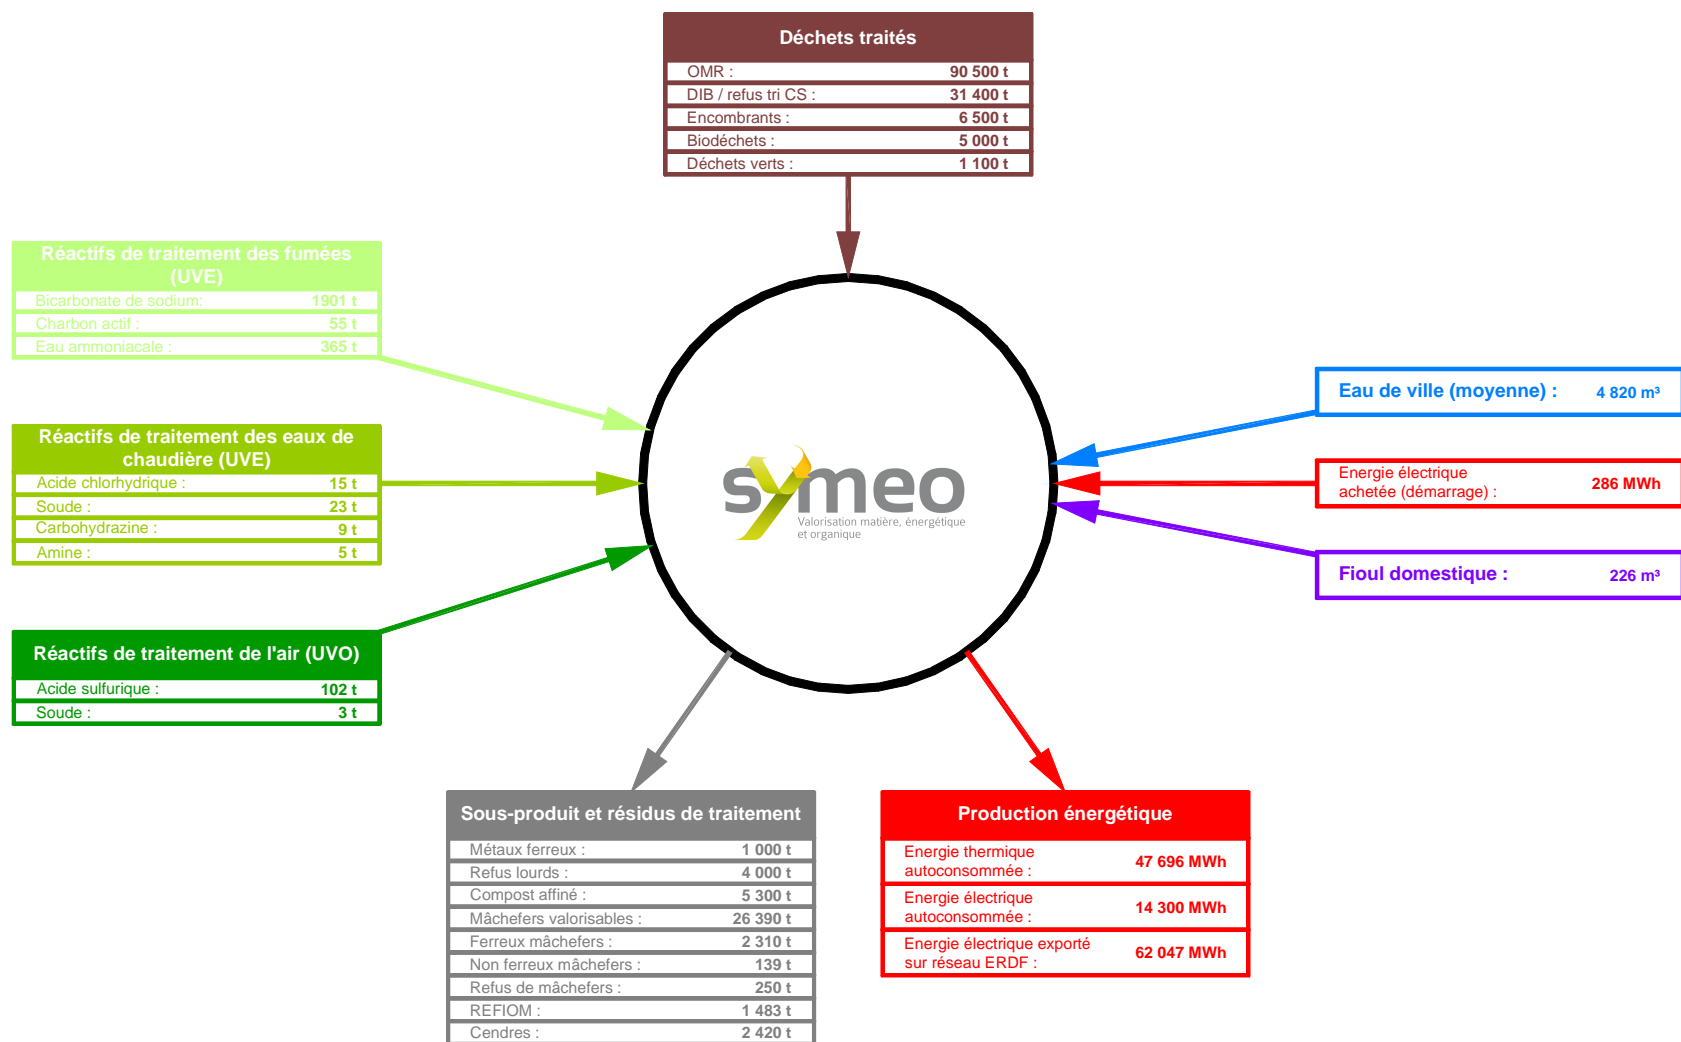 Déchets traités
OMR : 90 500 t
DIB / refus tri CS : 31 400 t
Encombrants : 6 500 t
Biodéchets : 5 000 t
Déchets verts : 1 100 t
Réactifs de traitement des fumées
(UVE)
Bicarbonate de sodium: 1901 t
Charbon actif : 55 t
Eau ammoniacale : 365 t
Réactifs de traitement des eaux de
chaudière (UVE)
Acide chlorhydrique : 15 t
Soude : 23 t
Carbohydrazine : 9 t
Amine : 5 t
Réactifs de traitement de l'air (UVO)
Acide sulfurique : 102 t
Soude : 3 t
symeo
Valorisation matière, énergétique
et organique
Eau de ville (moyenne) : 4 820 m³
Energie électrique
achetée (démarrage) : 286 MWh
Fioul domestique : 226 m³
Sous-produit et résidus de traitement
Métaux ferreux : 1 000 t
Refus lourds : 4 000 t
Compost affiné : 5 300 t
Mâchefers valorisables : 26 390 t
Ferreux mâchefers : 2 310 t
Non ferreux mâchefers : 139 t
Refus de mâchefers : 250 t
REFIOM : 1 483 t
Cendres : 2 420 t
Production énergétique
Energie thermique
autoconsommée : 47 696 MWh
Energie électrique
autoconsommée : 14 300 MWh
Energie électrique exporté
sur réseau ERDF : 62 047 MWh